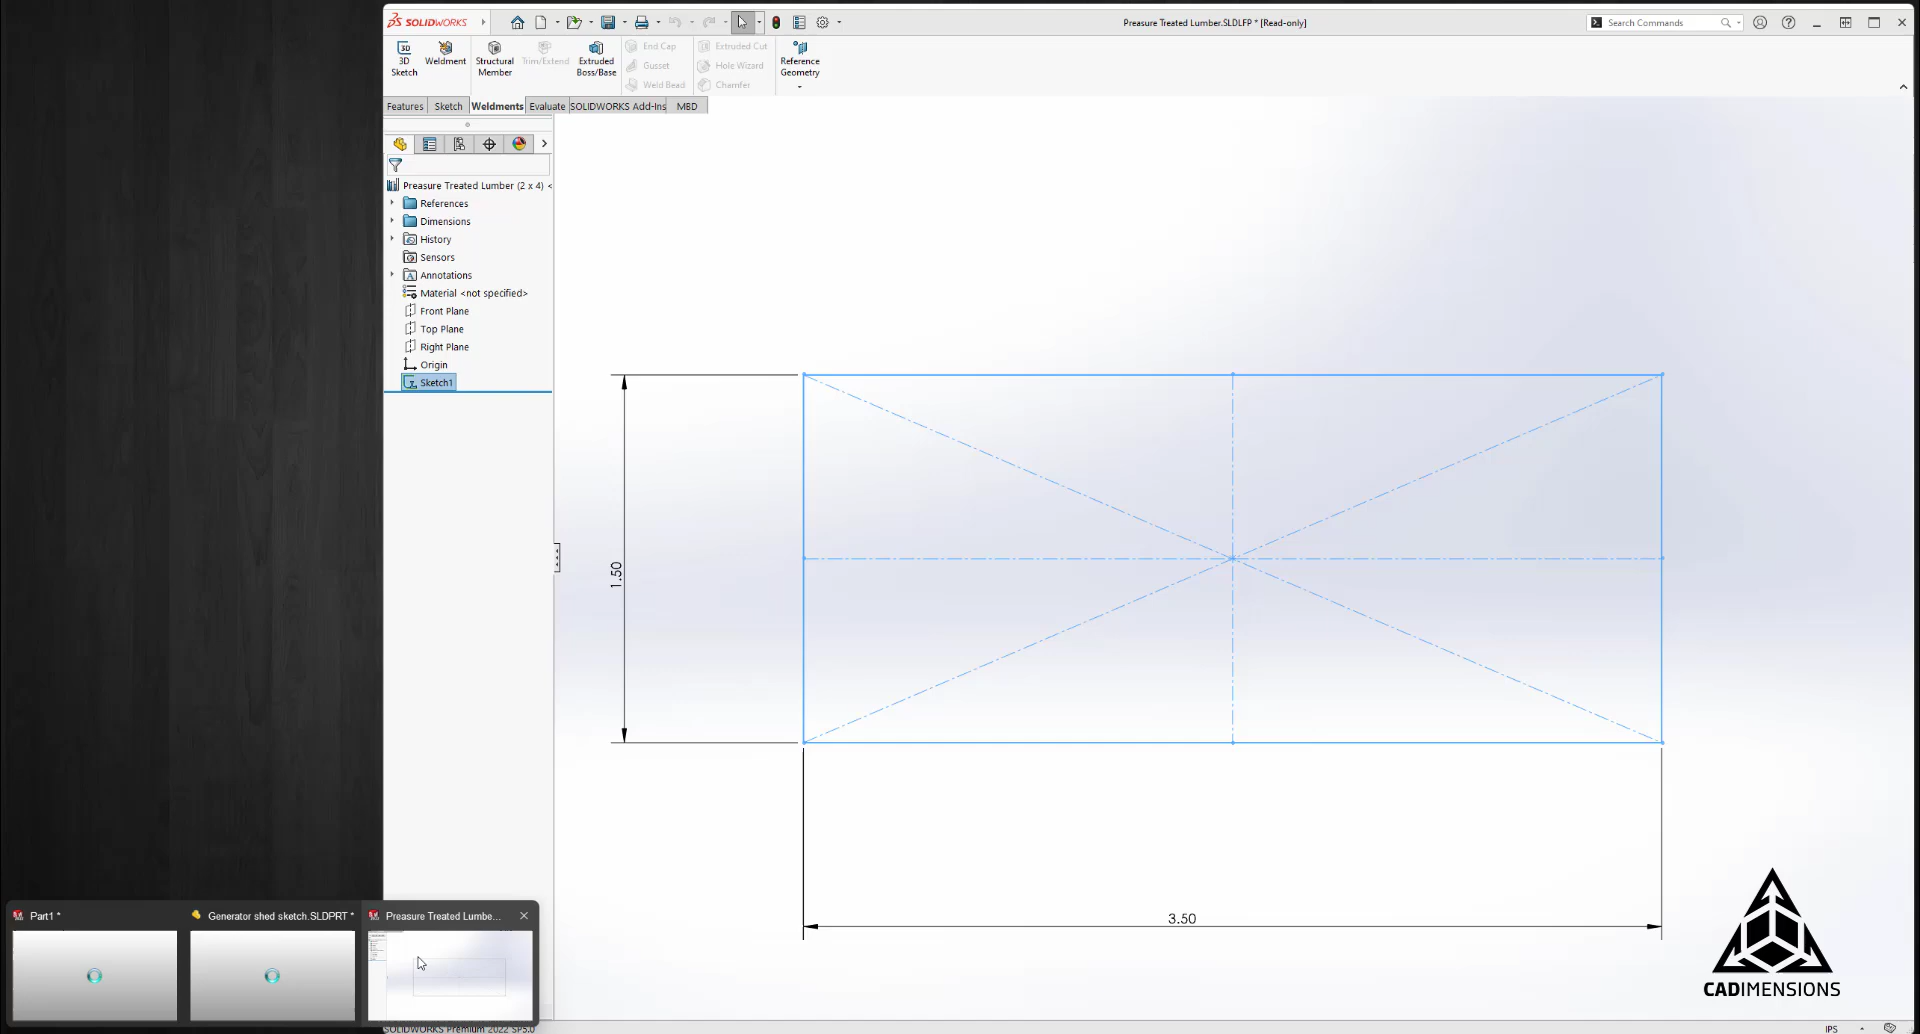 SOLIDWORKS
Preasure Treated Lumber.SLDLFP * [Read-only]
Search Commands
3D Sketch
Weldment
Structural Member
Trim/Extend
Extruded Boss/Base
End Cap
Gusset
Weld Bead
Extruded Cut
Hole Wizard
Chamfer
Reference Geometry
Features
Sketch
Weldments
Evaluate
SOLIDWORKS Add-Ins
MBD
Preasure Treated Lumber (2 x 4) <
References
Dimensions
History
Sensors
Annotations
Material <not specified>
Front Plane
Top Plane
Right Plane
Origin
Sketch1
1.50
3.50
Part1 *
Generator shed sketch.SLDPRT *
Preasure Treated Lumbe...
CADIMENSIONS
SOLIDWORKS Premium 2022 SP5.0
IPS